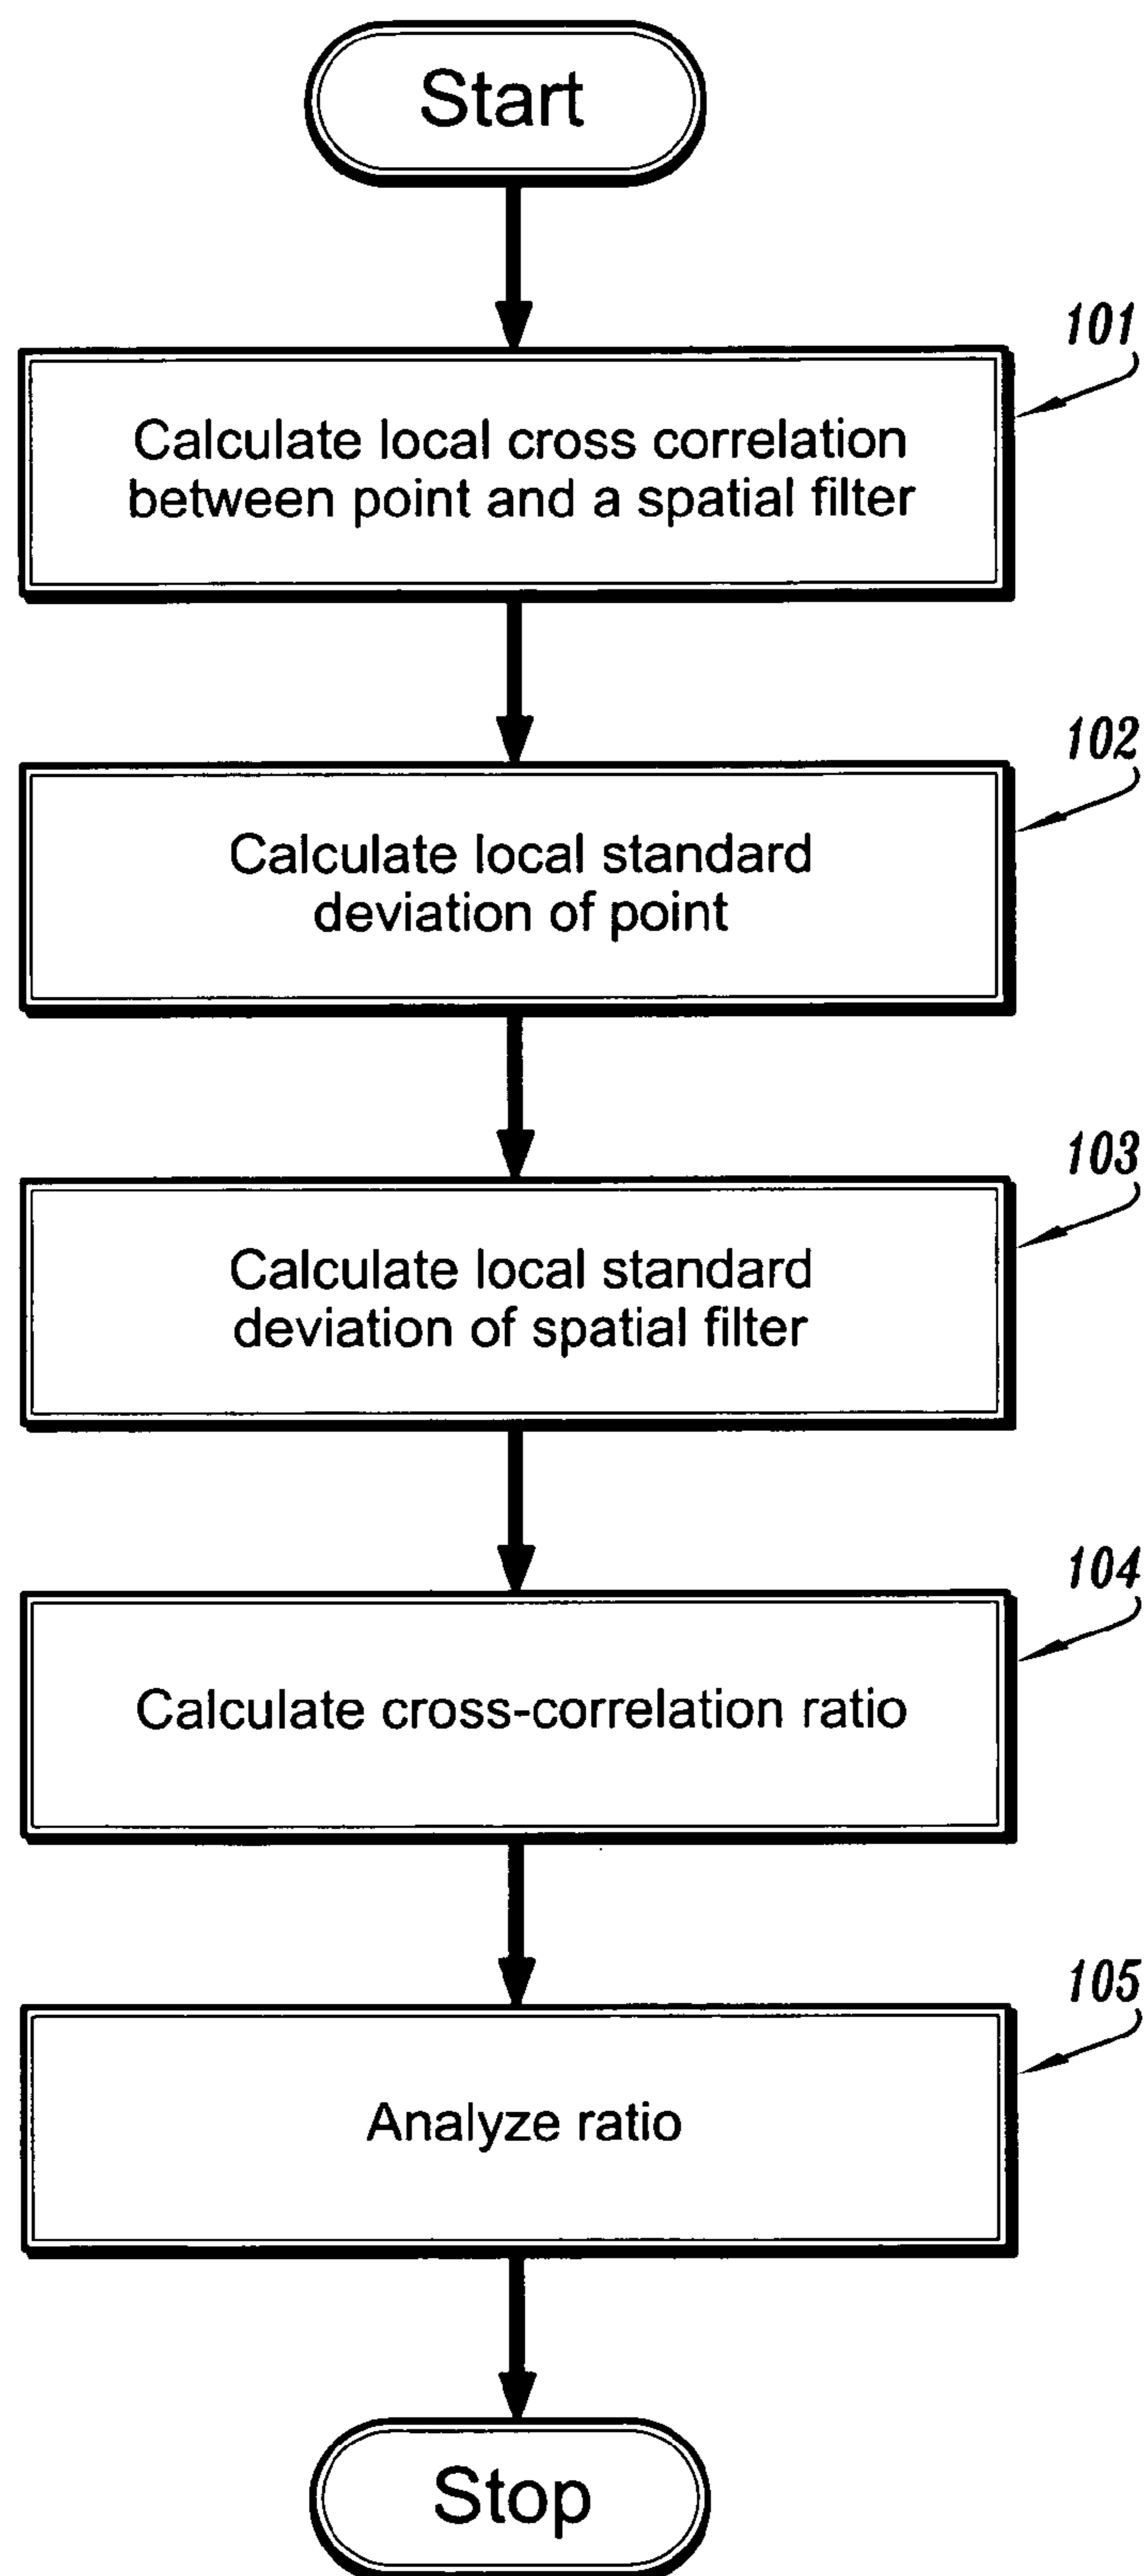 Start
101
Calculate local cross correlation
between point and a spatial filter
102
Calculate local standard
deviation of point
103
Calculate local standard
deviation of spatial filter
104
Calculate cross-correlation ratio
105
Analyze ratio
Stop